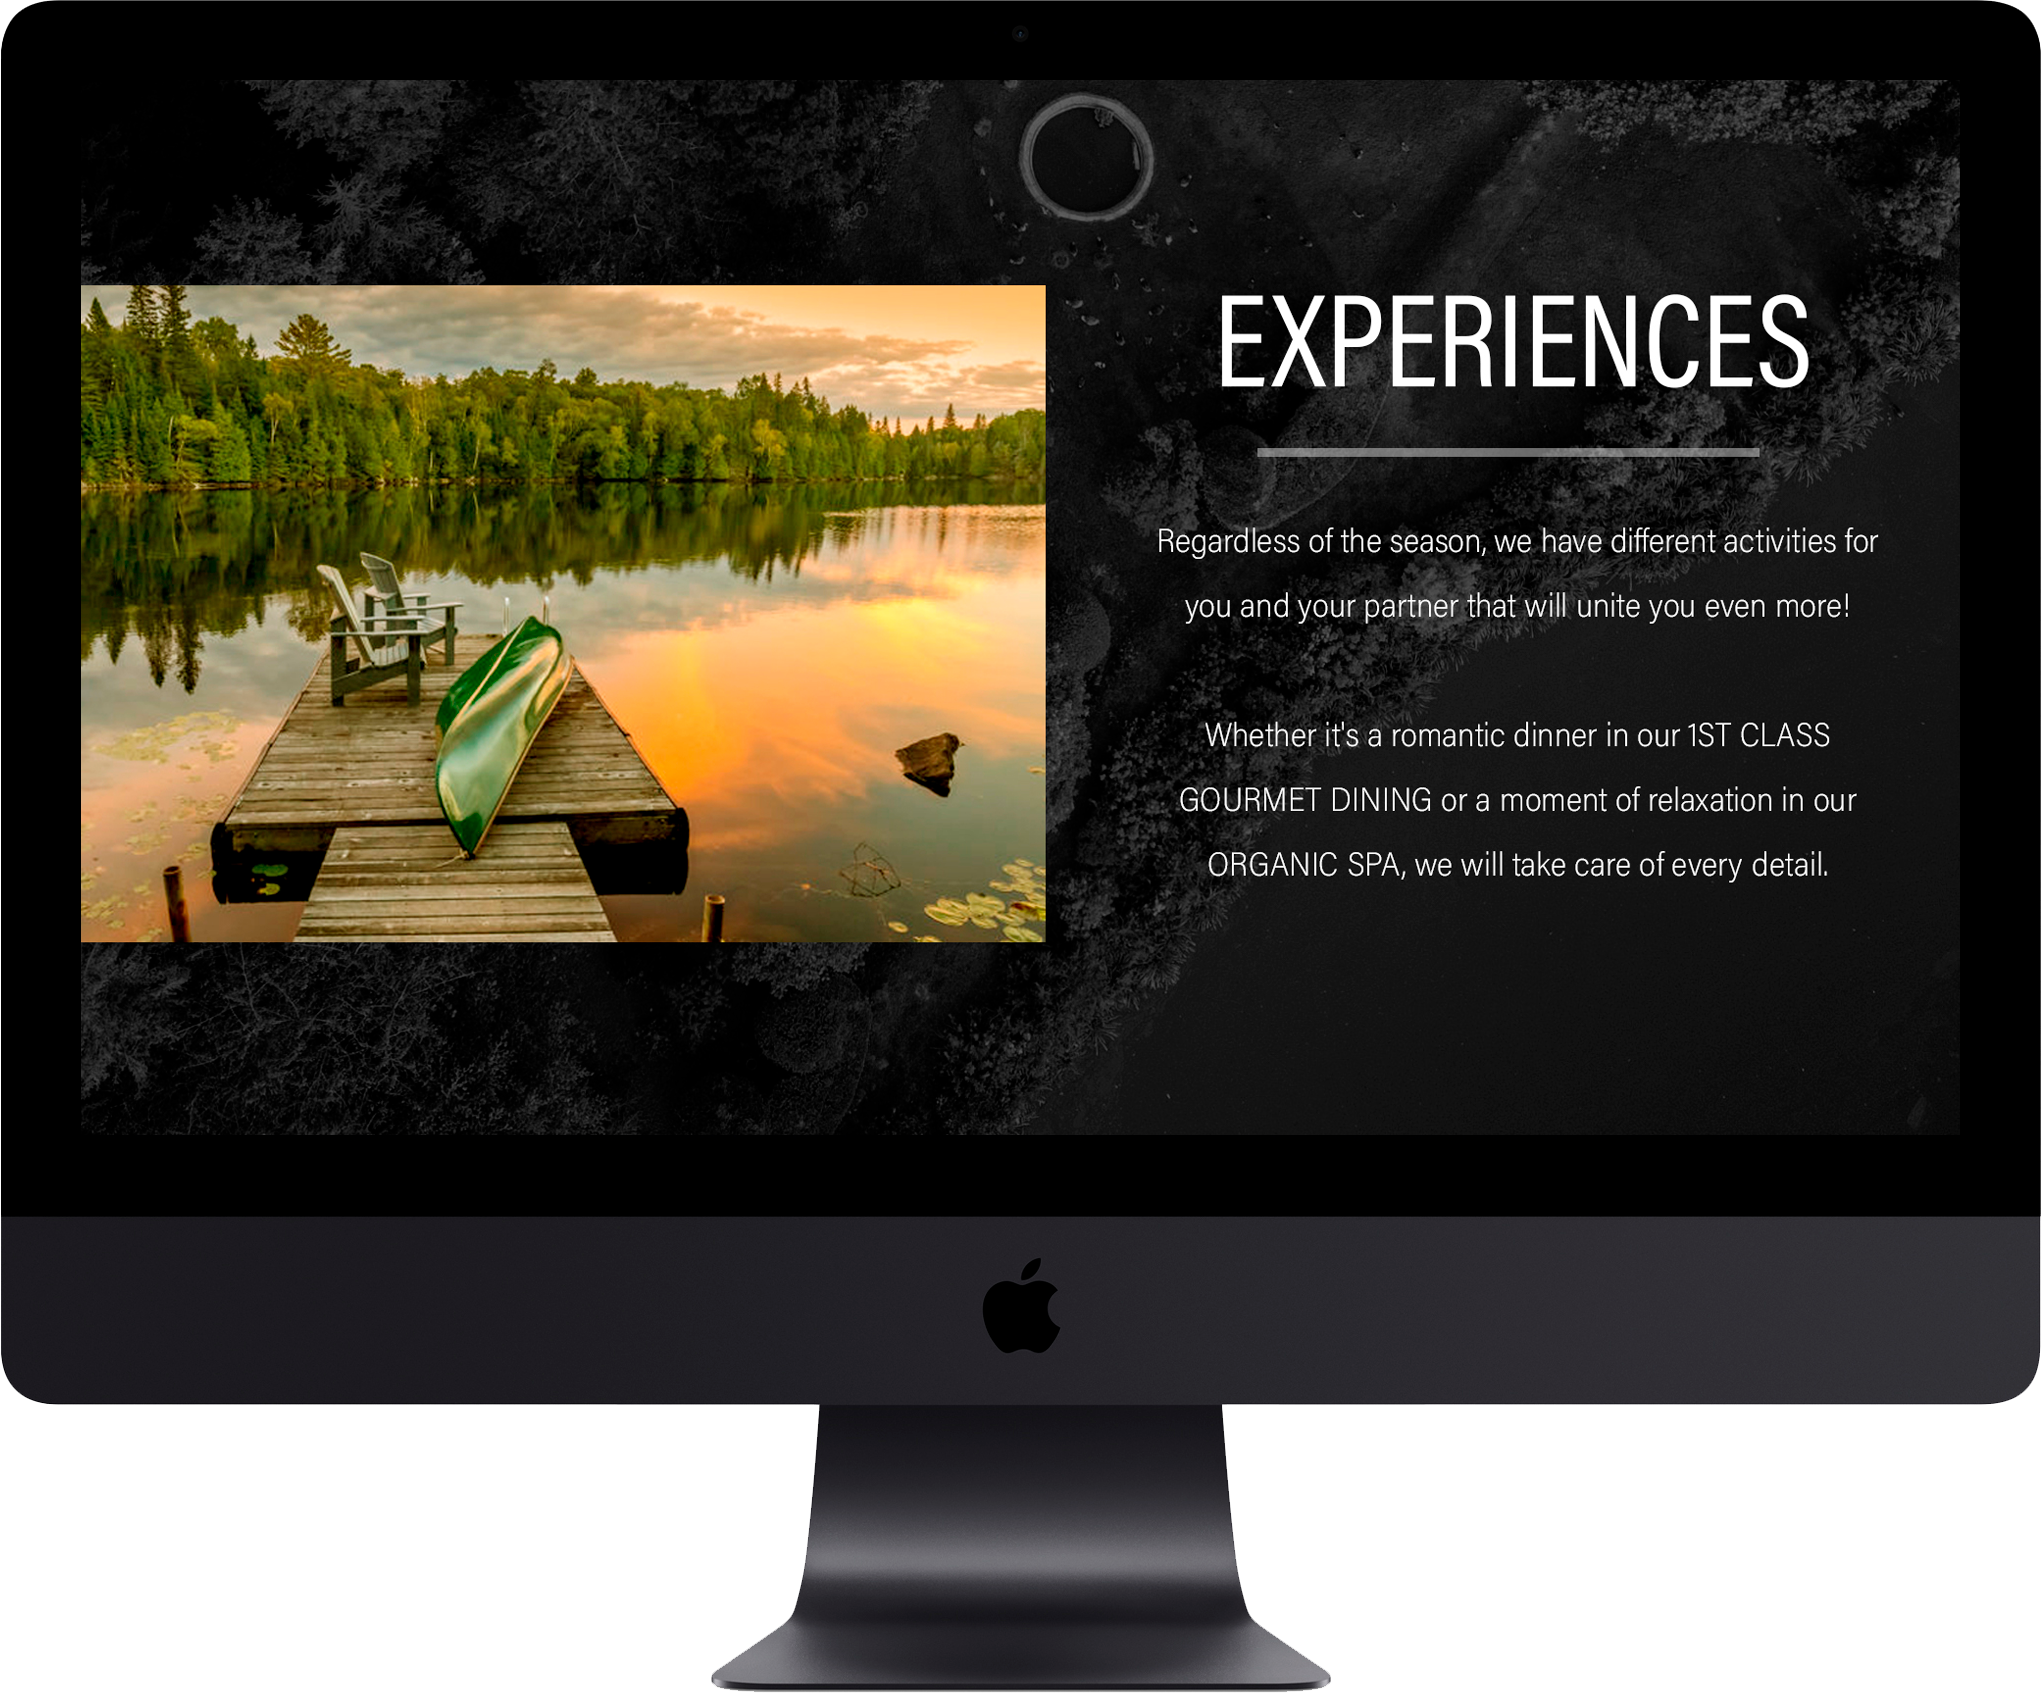 EXPERIENCES
Regardless of the season, we have different activities for
you and your partner that will unite you even more!
Whether it's a romantic dinner in our 1ST CLASS
GOURMET DINING or a moment of relaxation in our
ORGANIC SPA, we will take care of every detail.